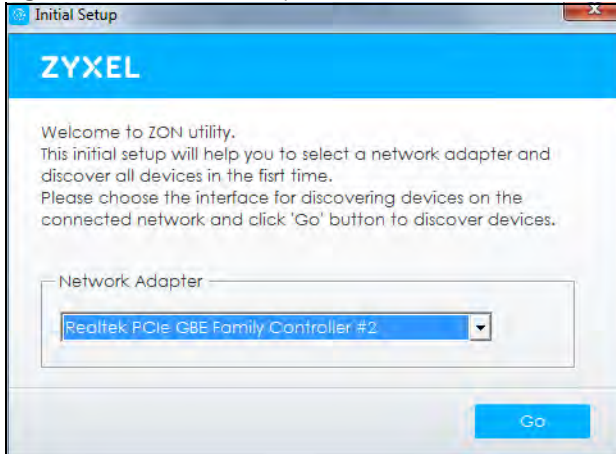 Initial Setup
ZYXEL
Welcome to ZON utility.
This initial setup will help you to select a network adapter and
discover all devices in the fisrt time.
Please choose the interface for discovering devices on the
connected network and click 'Go' button to discover devices.
Network Adapter
Realtek PCIe GBE Family Controller #2
Go